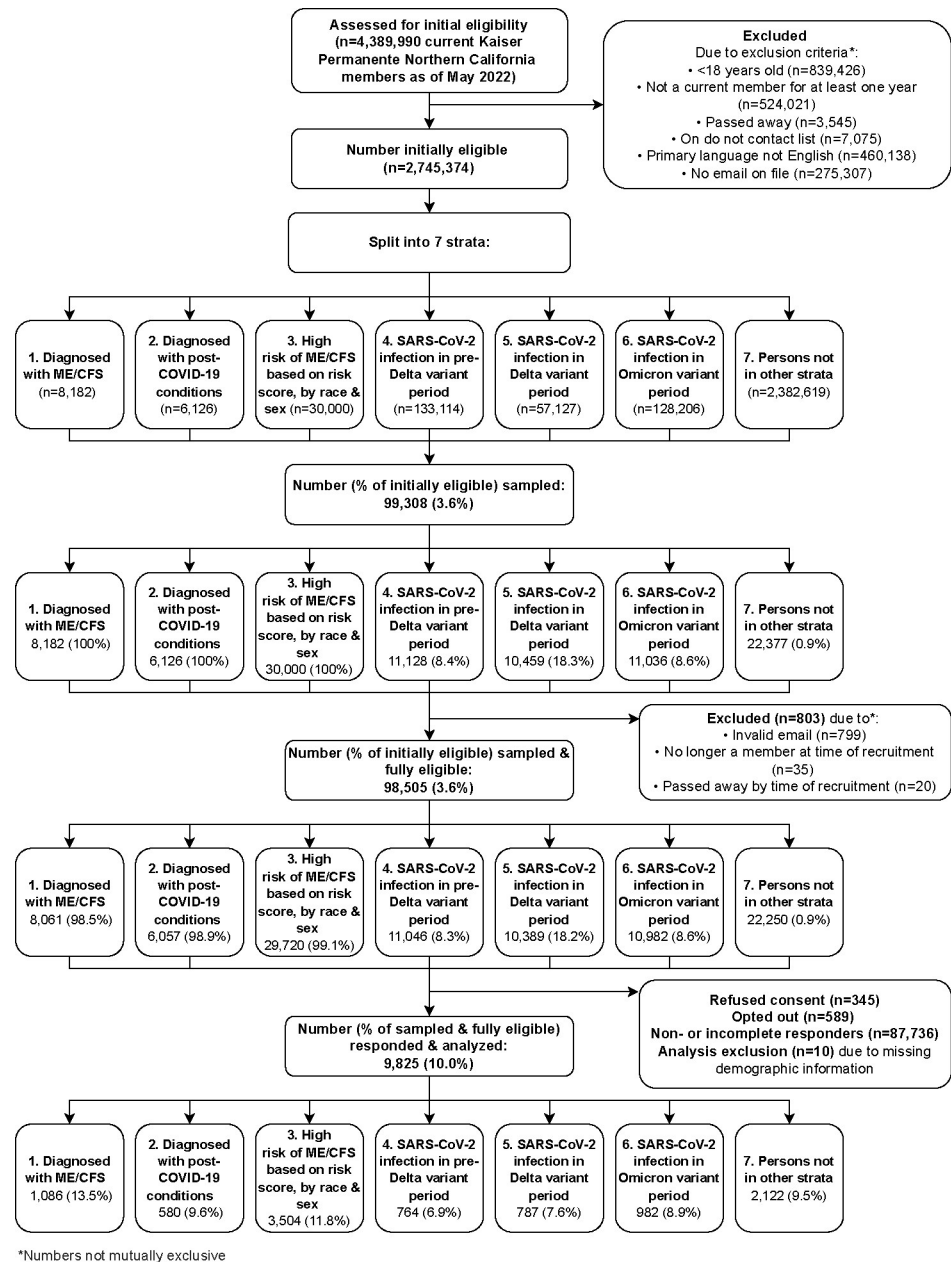 Assessed for initial eligibility
(n=4,389,990 current Kaiser
Permanente Northern California
members as of May 2022)
Excluded
Due to exclusion criteria*:
• <18 years old (n=839,426)
• Not a current member for at least one year
(n=524,021)
• Passed away (n=3,545)
• On do not contact list (n=7,075)
• Primary language not English (n=460,138)
• No email on file (n=275,307)
Number initially eligible
(n=2,745,374)
Split into 7 strata:
1. Diagnosed
with ME/CFS
(n=8,182)
2. Diagnosed
with post-
COVID-19
conditions
(n=6,126)
3. High
risk of ME/CFS
based on risk
score, by race &
sex (n=30,000)
4. SARS-CoV-2
infection in pre-
Delta variant
period
(n=133,114)
5. SARS-CoV-2
infection in
Delta variant
period
(n=57,127)
6. SARS-CoV-2
infection in
Omicron variant
period
(n=128,206)
7. Persons not
in other strata
(n=2,382,619)
Number (% of initially eligible) sampled:
99,308 (3.6%)
1. Diagnosed
with ME/CFS
8,182 (100%)
2. Diagnosed
with post-
COVID-19
conditions
6,126 (100%)
3. High
risk of ME/CFS
based on risk
score, by race &
sex
30,000 (100%)
4. SARS-CoV-2
infection in pre-
Delta variant
period
11,128 (8.4%)
5. SARS-CoV-2
infection in
Delta variant
period
10,459 (18.3%)
6. SARS-CoV-2
infection in
Omicron variant
period
11,036 (8.6%)
7. Persons not
in other strata
22,377 (0.9%)
Excluded (n=803) due to*:
• Invalid email (n=799)
• No longer a member at time of recruitment
(n=35)
• Passed away by time of recruitment (n=20)
Number (% of initially eligible) sampled &
fully eligible:
98,505 (3.6%)
1. Diagnosed
with ME/CFS
8,061 (98.5%)
2. Diagnosed
with post-
COVID-19
conditions
6,057 (98.9%)
3. High
risk of ME/CFS
based on risk
score, by race &
sex
29,720 (99.1%)
4. SARS-CoV-2
infection in pre-
Delta variant
period
11,046 (8.3%)
5. SARS-CoV-2
infection in
Delta variant
period
10,389 (18.2%)
6. SARS-CoV-2
infection in
Omicron variant
period
10,982 (8.6%)
7. Persons not
in other strata
22,250 (0.9%)
Refused consent (n=345)
Opted out (n=589)
Non- or incomplete responders (n=87,736)
Analysis exclusion (n=10) due to missing
demographic information
Number (% of sampled & fully eligible)
responded & analyzed:
9,825 (10.0%)
1. Diagnosed
with ME/CFS
1,086 (13.5%)
2. Diagnosed
with post-
COVID-19
conditions
580 (9.6%)
3. High
risk of ME/CFS
based on risk
score, by race &
sex
3,504 (11.8%)
4. SARS-CoV-2
infection in pre-
Delta variant
period
764 (6.9%)
5. SARS-CoV-2
infection in
Delta variant
period
787 (7.6%)
6. SARS-CoV-2
infection in
Omicron variant
period
982 (8.9%)
7. Persons not
in other strata
2,122 (9.5%)
*Numbers not mutually exclusive